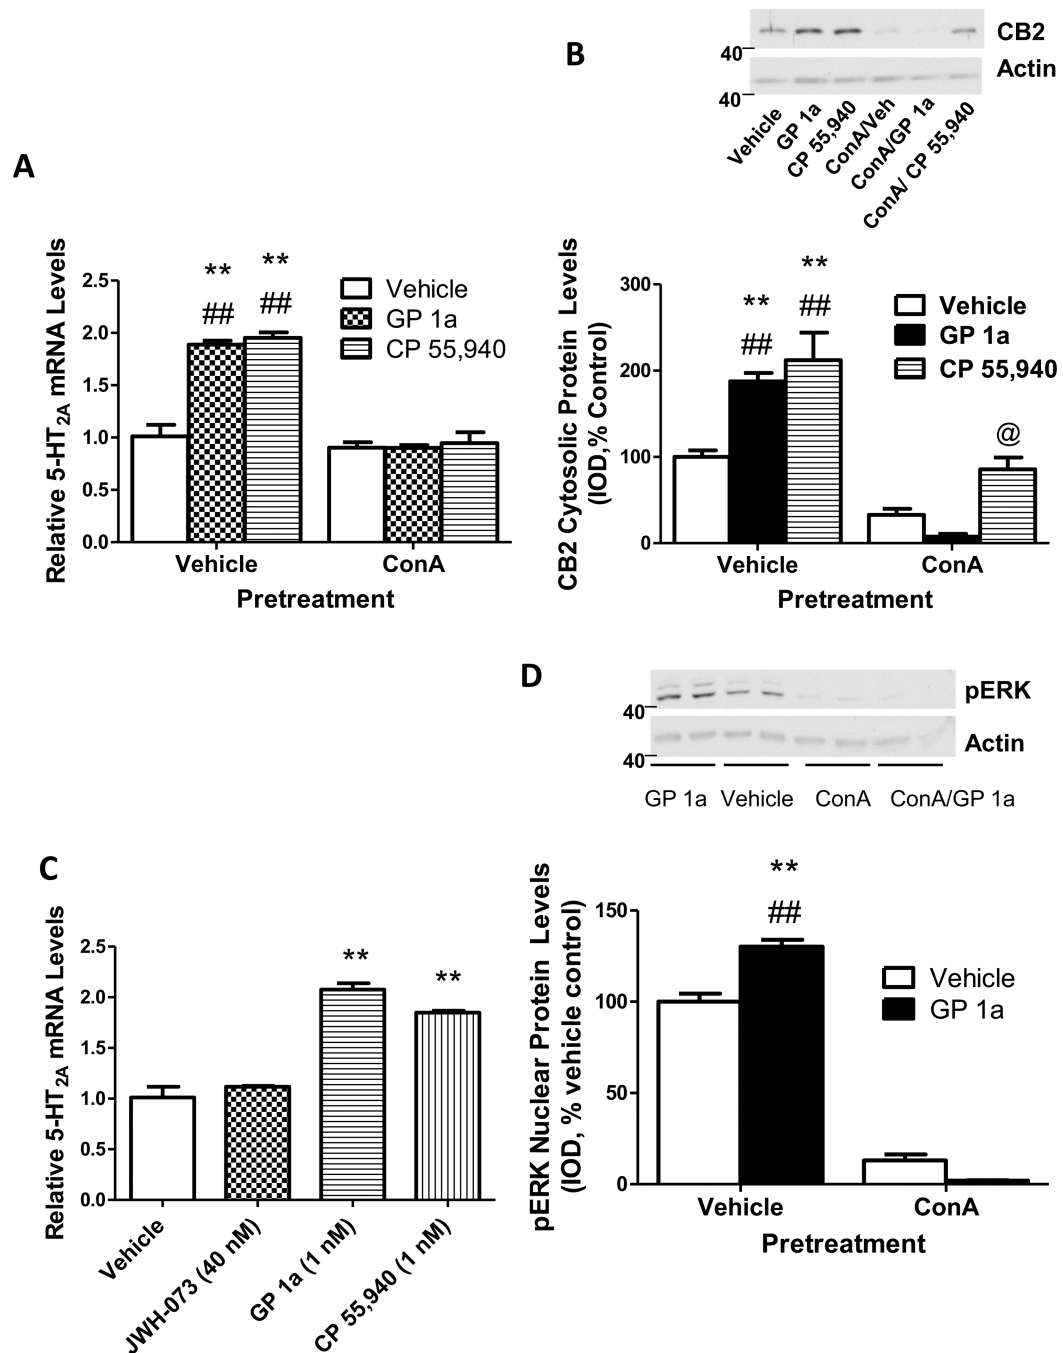 A
Relative 5-HT2A mRNA Levels
2.5
2.0
1.5
1.0
0.5
0.0
**
##
**
##
Vehicle
GP 1a
CP 55,940
Vehicle
ConA
Pretreatment
B
CB2
40
Actin
40
Vehicle
GP 1a
CP 55,940
ConA/Veh
ConA/GP 1a
ConA/ CP 55,940
CB2 Cytosolic Protein Levels
(IOD,% Control)
300
200
100
0
**
##
**
##
@
Vehicle
GP 1a
CP 55,940
Vehicle
ConA
Pretreatment
C
Relative 5-HT2A mRNA Levels
2.5
2.0
1.5
1.0
0.5
0.0
**
**
Vehicle
JWH-073 (40 nM)
GP 1a (1 nM)
CP 55,940 (1 nM)
D
pERK
40
Actin
40
GP 1a
Vehicle
ConA
ConA/GP 1a
pERK Nuclear Protein Levels
(IOD, % vehicle control)
150
100
50
0
**
##
Vehicle
GP 1a
Vehicle
ConA
Pretreatment